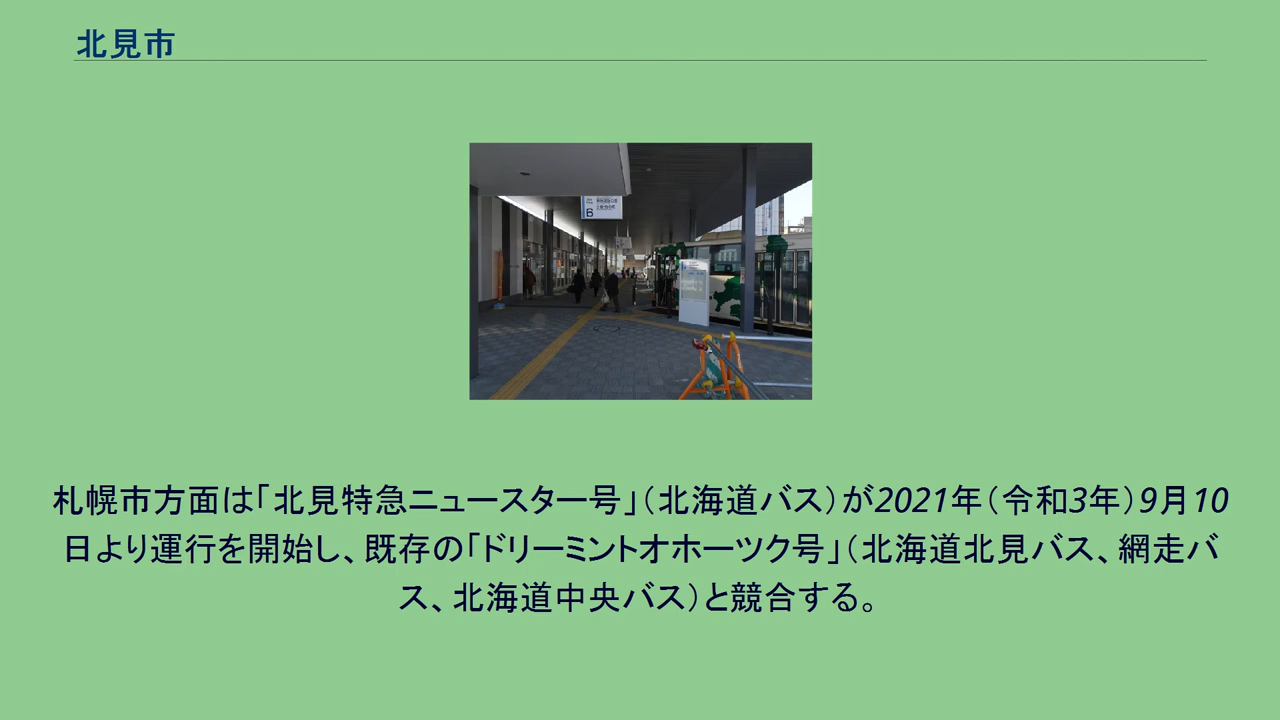 北見市
6
札幌市方面は「北見特急ニュースター号」（北海道バス）が2021年（令和3年）9月10
日より運行を開始し、既存の「ドリーミントオホーツク号」（北海道北見バス、網走バ
ス、北海道中央バス）と競合する。